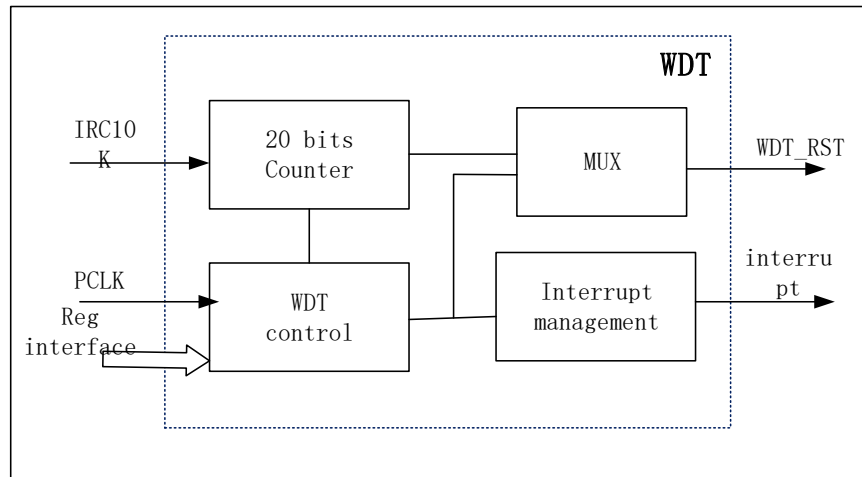 WDT
IRC10
K
20 bits
Counter
MUX
WDT_RST
PCLK
Reg
interface
WDT
control
Interrupt
management
interru
pt